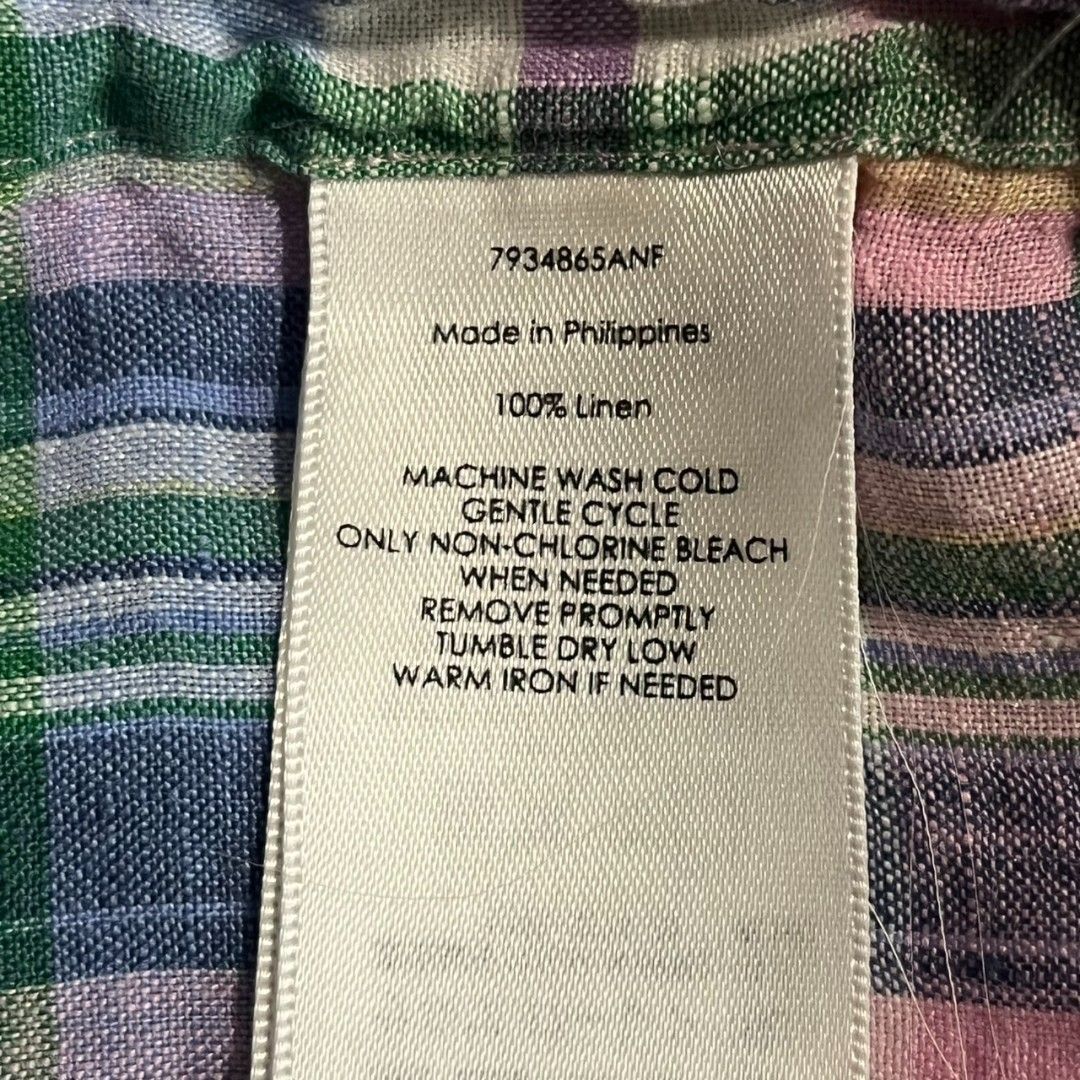 7934865ANF
Made in Philippines
100% Linen
MACHINE WASH COLD
GENTLE CYCLE
ONLY NON-CHLORINE BLEACH
WHEN NEEDED
REMOVE PROMPTLY
TUMBLE DRY LOW
WARM IRON IF NEEDED